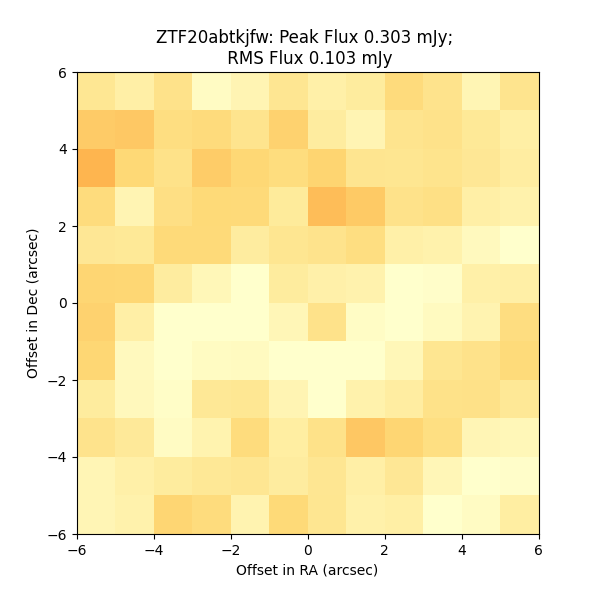 ZTF20abtkjfw: Peak Flux 0.303 mJy;
RMS Flux 0.103 mJy
6
4
2
0
−2
−4
−6
Offset in Dec (arcsec)
−6 −4 −2 0 2 4 6
Offset in RA (arcsec)